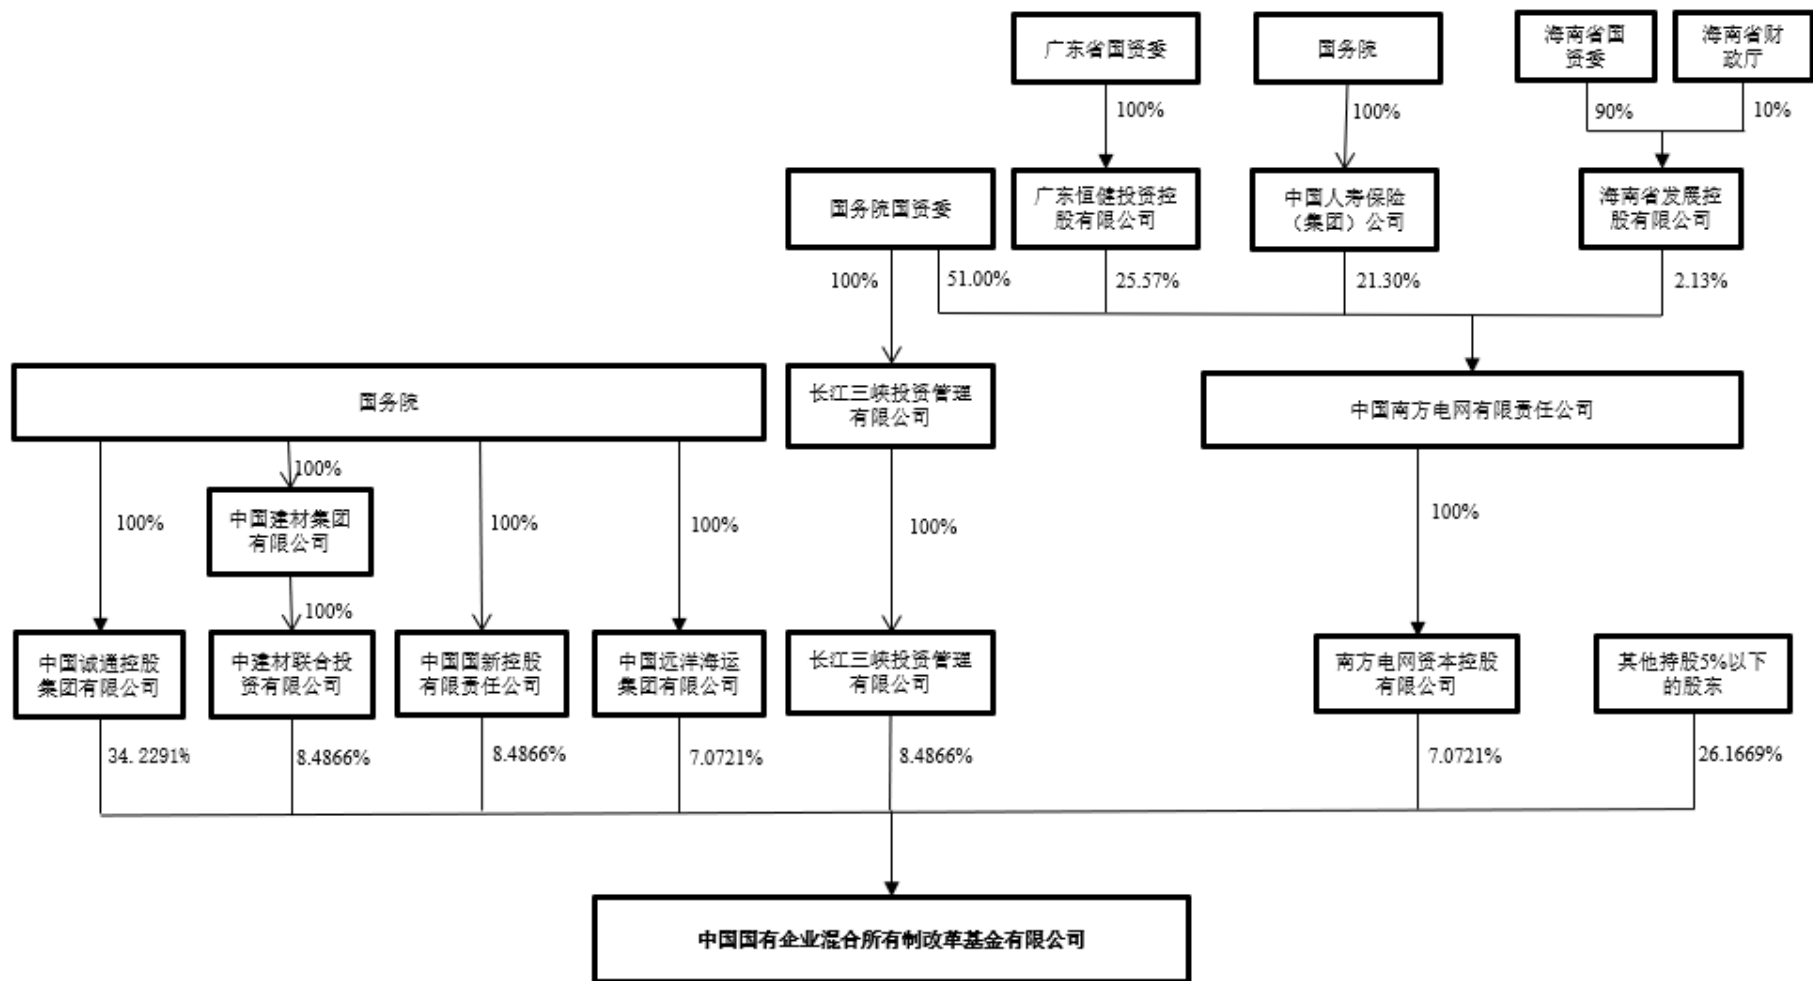 广东省国资委
国务院
海南省国
资委
海南省财
政厅
100%
100%
90%
10%
国务院国资委
广东恒健投资控
股有限公司
中国人寿保险
（集团）公司
海南省发展控
股有限公司
100%
51.00%
25.57%
21.30%
2.13%
国务院
长江三峡投资管理
有限公司
中国南方电网有限责任公司
100%
100%
中国建材集团
有限公司
100%
100%
100%
100%
100%
中国诚通控股
集团有限公司
中建材联合投
资有限公司
中国国新控股
有限责任公司
中国远洋海运
集团有限公司
长江三峡投资管理
有限公司
南方电网资本控股
有限公司
其他持股5%以下
的股东
34.2291%
8.4866%
8.4866%
7.0721%
8.4866%
7.0721%
26.1669%
中国国有企业混合所有制改革基金有限公司